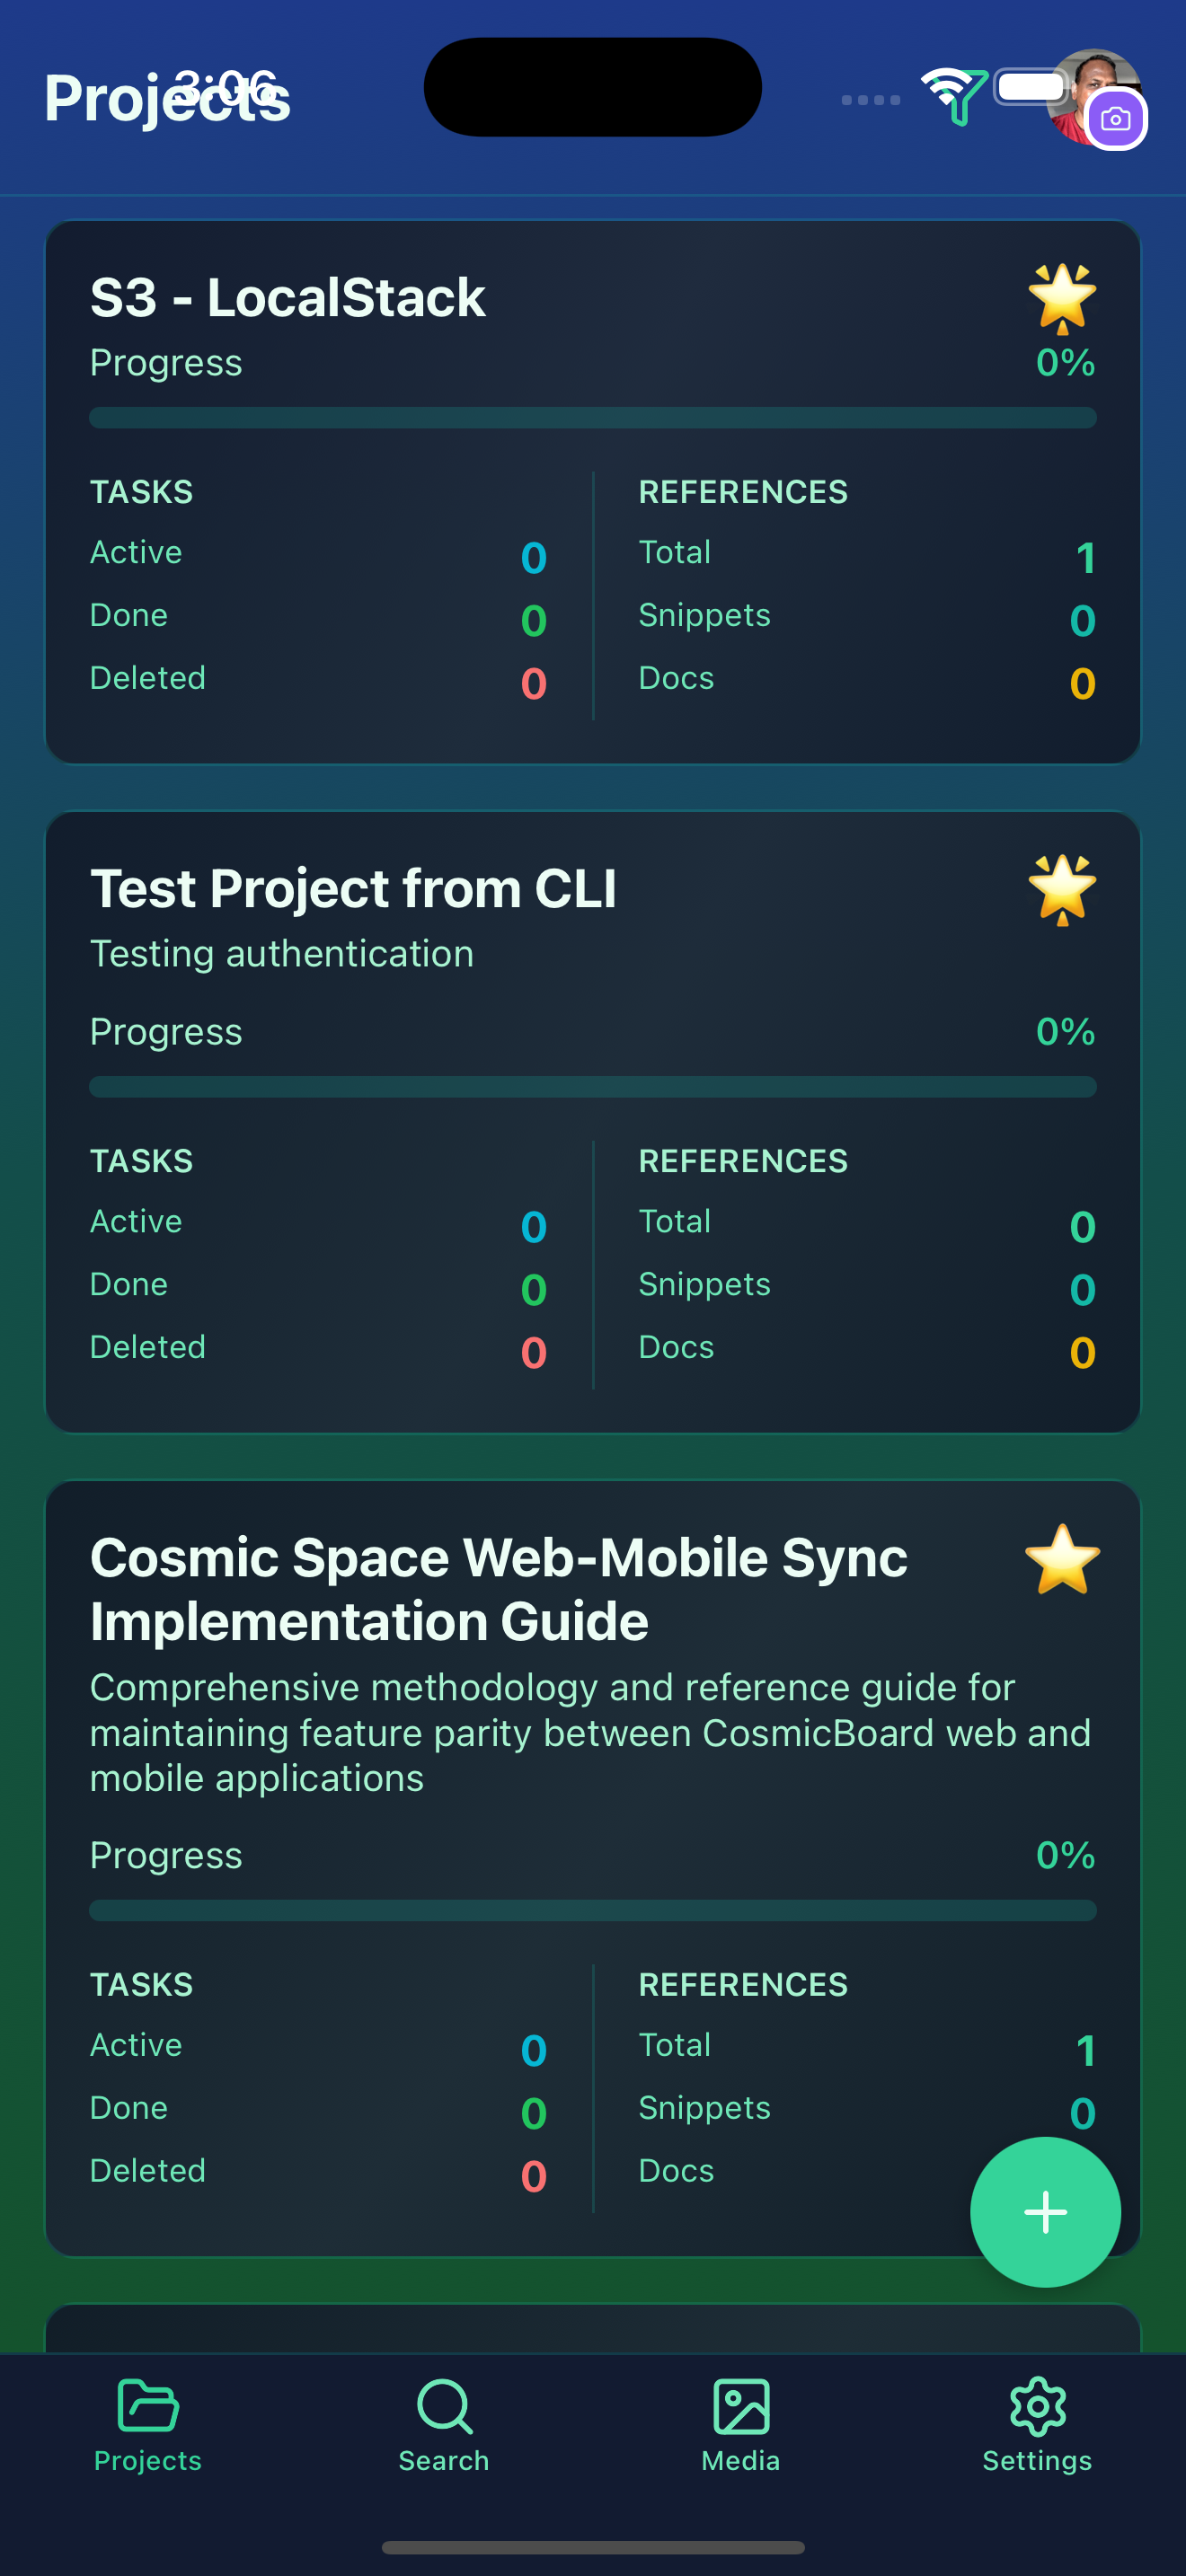 Projects
3:06
S3 - LocalStack
Progress
0%
TASKS
REFERENCES
Active
0
Total
1
Done
0
Snippets
0
Deleted
0
Docs
0
Test Project from CLI
Testing authentication
Progress
0%
TASKS
REFERENCES
Active
0
Total
0
Done
0
Snippets
0
Deleted
0
Docs
0
Cosmic Space Web-Mobile Sync
Implementation Guide
Comprehensive methodology and reference guide for
maintaining feature parity between CosmicBoard web and
mobile applications
Progress
0%
TASKS
REFERENCES
Active
0
Total
1
Done
0
Snippets
0
Deleted
0
Docs
Projects
Search
Media
Settings